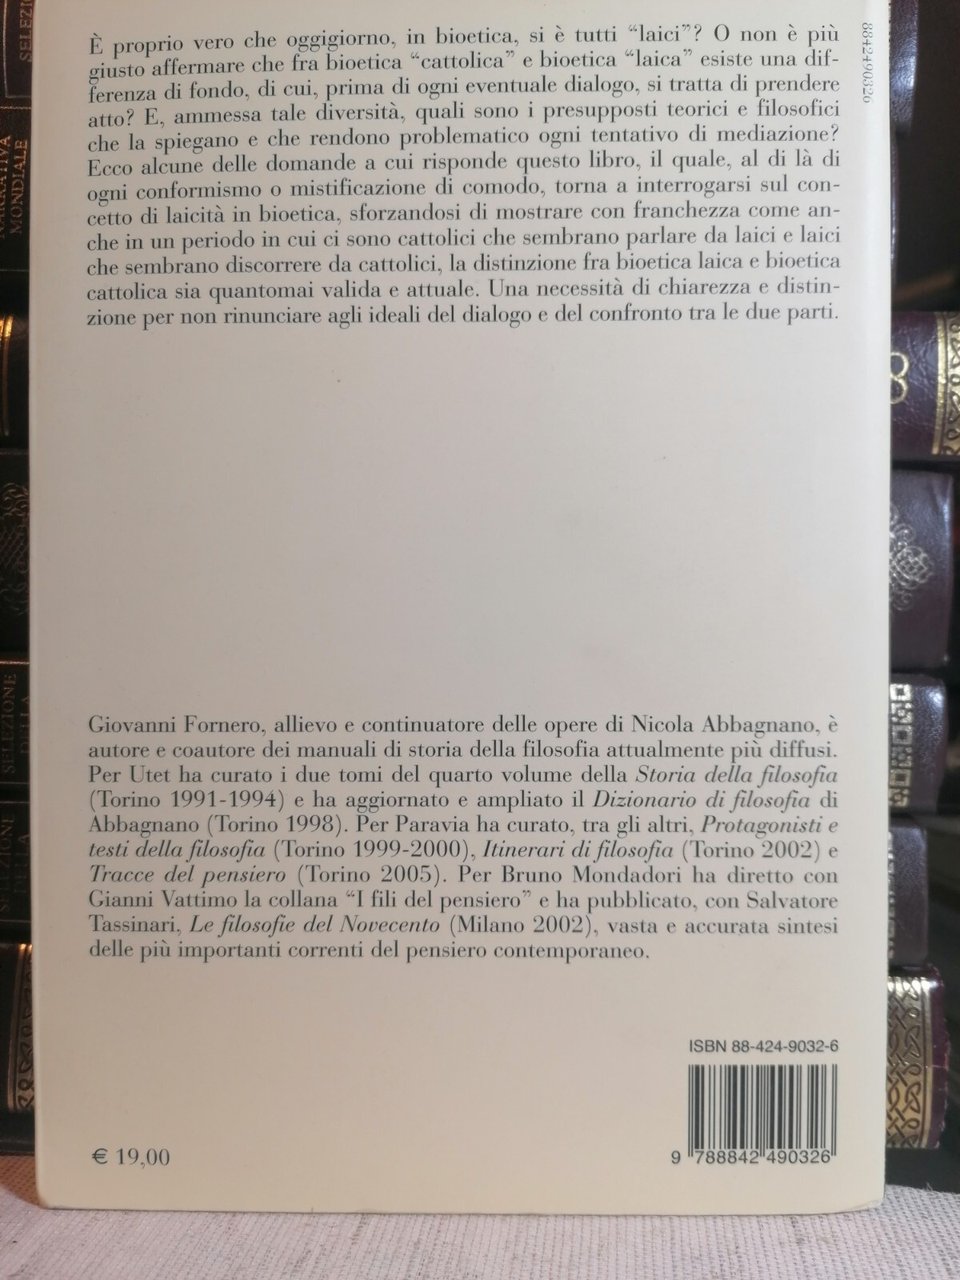 È proprio vero che oggigiorno, in bioetica, si è tutti “laici”? O non è più
giusto affermare che fra bioetica “cattolica” e bioetica “laica” esiste una dif-
ferenza di fondo, di cui, prima di ogni eventuale dialogo, si tratta di prendere
atto? E, ammessa tale diversità, quali sono i presupposti teorici e filosofici
che la spiegano e che rendono problematico ogni tentativo di mediazione?
Ecco alcune delle domande a cui risponde questo libro, il quale, al di là di
ogni conformismo o mistificazione di comodo, torna a interrogarsi sul con-
cetto di laicità in bioetica, sforzandosi di mostrare con franchezza come an-
che in un periodo in cui ci sono cattolici che sembrano parlare da laici e laici
che sembrano discorrere da cattolici, la distinzione fra bioetica laica e bioetica
cattolica sia quantomai valida e attuale. Una necessità di chiarezza e distin-
zione per non rinunciare agli ideali del dialogo e del confronto tra le due parti.
Giovanni Fornero, allievo e continuatore delle opere di Nicola Abbagnano, è
autore e coautore dei manuali di storia della filosofia attualmente più diffusi.
Per Utet ha curato i due tomi del quarto volume della Storia della filosofia
(Torino 1991-1994) e ha aggiornato e ampliato il Dizionario di filosofia di
Abbagnano (Torino 1998). Per Paravia ha curato, tra gli altri, Protagonisti e
testi della filosofia (Torino 1999-2000), Itinerari di filosofia (Torino 2002) e
Tracce del pensiero (Torino 2005). Per Bruno Mondadori ha diretto con
Gianni Vattimo la collana “I fili del pensiero” e ha pubblicato, con Salvatore
Tassinari, Le filosofie del Novecento (Milano 2002), vasta e accurata sintesi
delle più importanti correnti del pensiero contemporaneo.
ISBN 88-424-9032-6
€ 19,00
9 788842 490326
8842490326
NARRATIVA
MONDIALE
SELEZIONE
DELLA
SELEZIONE
DELLA
8